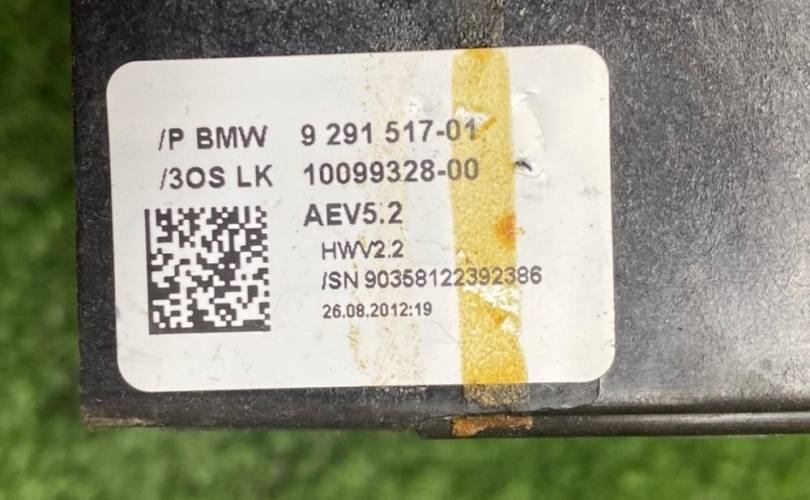 /P BMW 9 291 517-01
/3OS LK 10099328-00
AEV5.2
HWV2.2
/SN 90358122392386
26.08.2012:19